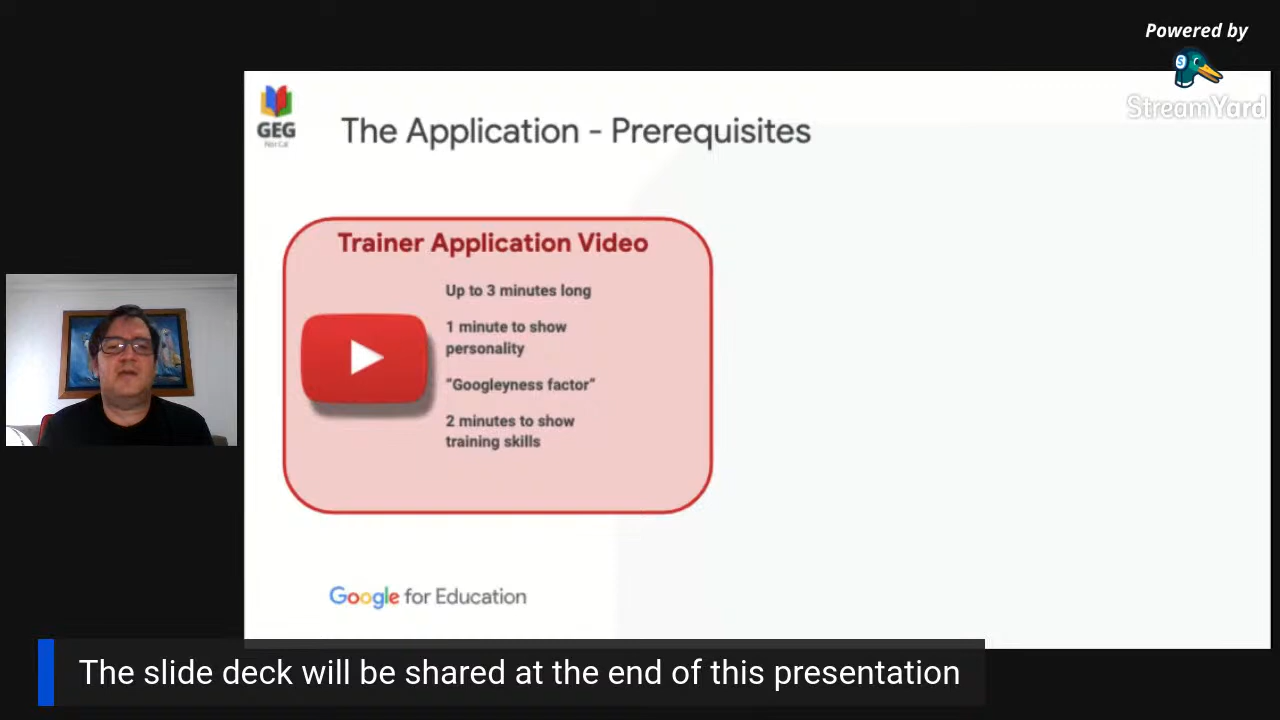 Powered by
StreamYard
GEG
Nor Cal
The Application - Prerequisites
Trainer Application Video
Up to 3 minutes long
1 minute to show
personality
"Googleyness factor"
2 minutes to show
training skills
Google for Education
The slide deck will be shared at the end of this presentation